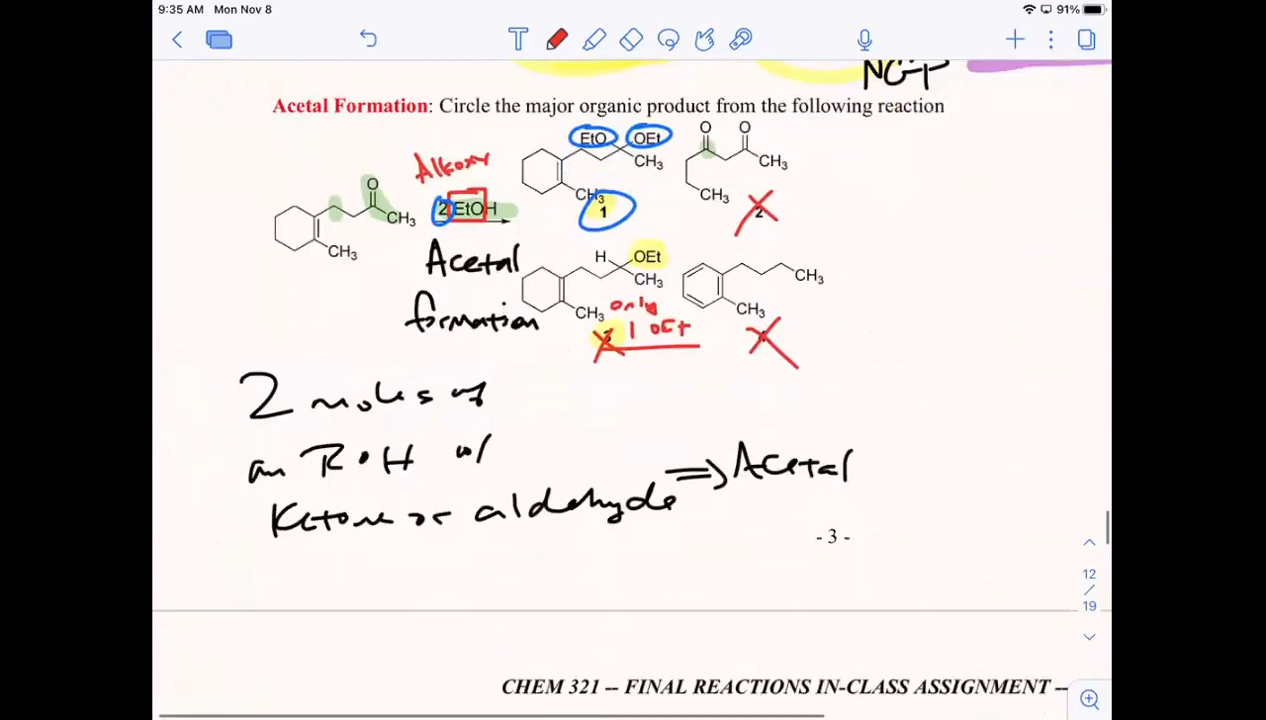 9:35 AM Mon Nov 8
91%
Acetal Formation: Circle the major organic product from the following reaction
EtO OEt
CH3
CH3
1
O O
CH3
CH3
2
O
CH3
CH3
Alkoxy
2 EtOH
Acetal
formation
H OEt
CH3
CH3
3
only
1 OEt
CH3
CH3
2 moles of
an ROH w/
Ketone or aldehyde => Acetal
- 3 -
12
/
19
CHEM 321 -- FINAL REACTIONS IN-CLASS ASSIGNMENT --